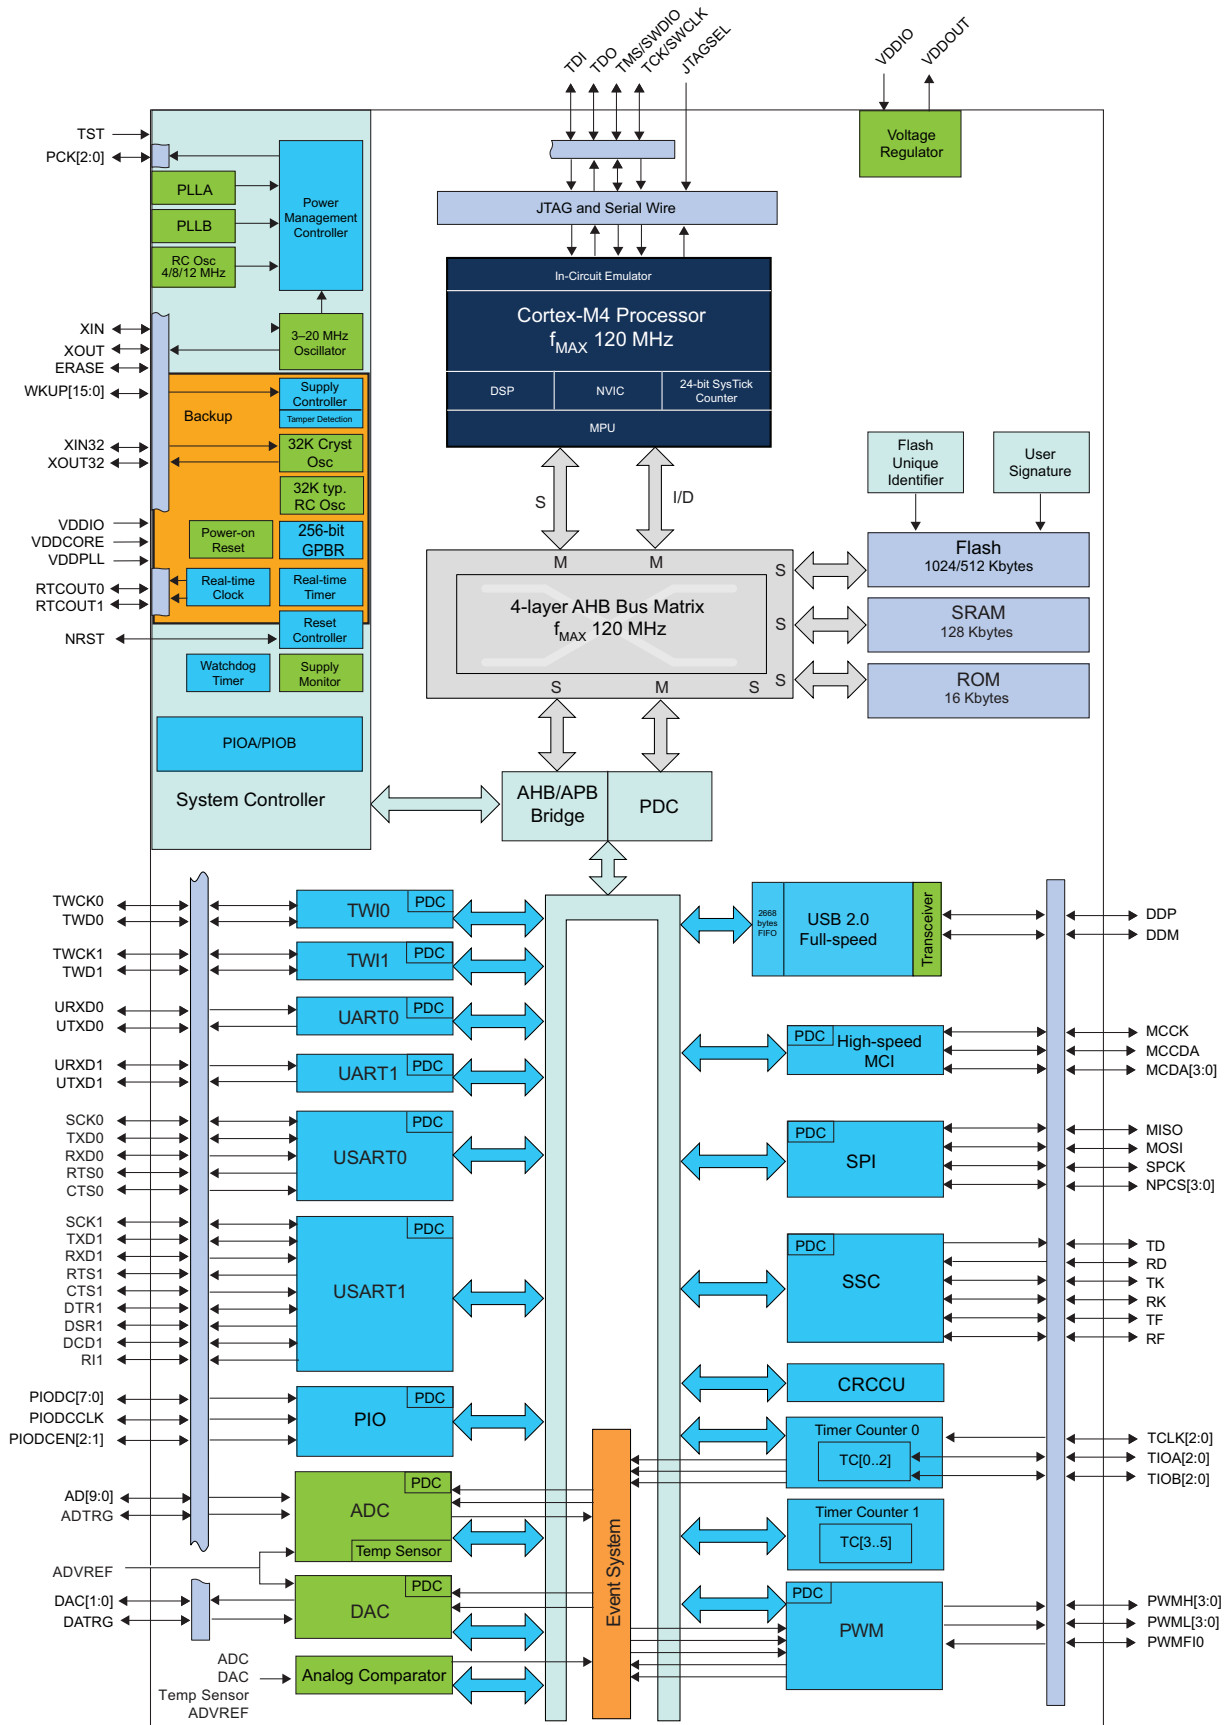 TDI
TDO
TMS/SWDIO
TCK/SWCLK
JTAGSEL
VDDIO
VDDOUT
TST
PCK[2:0]
PLLA
PLLB
RC Osc
4/8/12 MHz
Power
Management
Controller
Voltage
Regulator
JTAG and Serial Wire
In-Circuit Emulator
Cortex-M4 Processor
fMAX 120 MHz
DSP
NVIC
24-bit SysTick
Counter
MPU
XIN
XOUT
ERASE
WKUP[15:0]
XIN32
XOUT32
VDDIO
VDDCORE
VDDPLL
RTCOUT0
RTCOUT1
NRST
3–20 MHz
Oscillator
Backup
Supply
Controller
Tamper Detection
32K Cryst
Osc
32K typ.
RC Osc
Power-on
Reset
256-bit
GPBR
Real-time
Clock
Real-time
Timer
Reset
Controller
Watchdog
Timer
Supply
Monitor
PIOA/PIOB
System Controller
S
I/D
M
M
S
S
S
S
M
S
4-layer AHB Bus Matrix
fMAX 120 MHz
Flash
Unique
Identifier
User
Signature
Flash
1024/512 Kbytes
SRAM
128 Kbytes
ROM
16 Kbytes
AHB/APB
Bridge
PDC
TWCK0
TWD0
TWCK1
TWD1
URXD0
UTXD0
URXD1
UTXD1
SCK0
TXD0
RXD0
RTS0
CTS0
SCK1
TXD1
RXD1
RTS1
CTS1
DTR1
DSR1
DCD1
RI1
PIODC[7:0]
PIODCCLK
PIODCEN[2:1]
AD[9:0]
ADTRG
ADVREF
DAC[1:0]
DATRG
ADC
DAC
Temp Sensor
ADVREF
PDC
TWI0
PDC
TWI1
PDC
UART0
PDC
UART1
PDC
USART0
PDC
USART1
PDC
PIO
PDC
ADC
Temp Sensor
PDC
DAC
Analog Comparator
Event System
2668
bytes
FIFO
USB 2.0
Full-speed
Transceiver
PDC
High-speed
MCI
PDC
SPI
PDC
SSC
CRCCU
Timer Counter 0
TC[0..2]
Timer Counter 1
TC[3..5]
PDC
PWM
DDP
DDM
MCCK
MCCDA
MCDA[3:0]
MISO
MOSI
SPCK
NPCS[3:0]
TD
RD
TK
RK
TF
RF
TCLK[2:0]
TIOA[2:0]
TIOB[2:0]
PWMH[3:0]
PWML[3:0]
PWMFI0